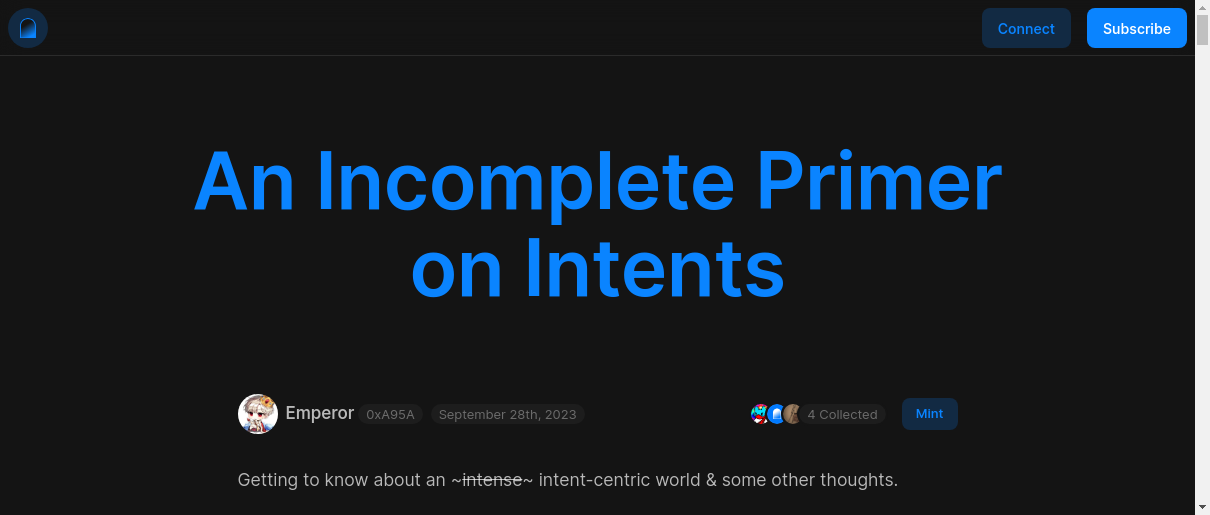 Connect
Subscribe
An Incomplete Primer
on Intents
Emperor 0xA95A September 28th, 2023
4 Collected
Mint
Getting to know about an ~intense~ intent-centric world & some other thoughts.